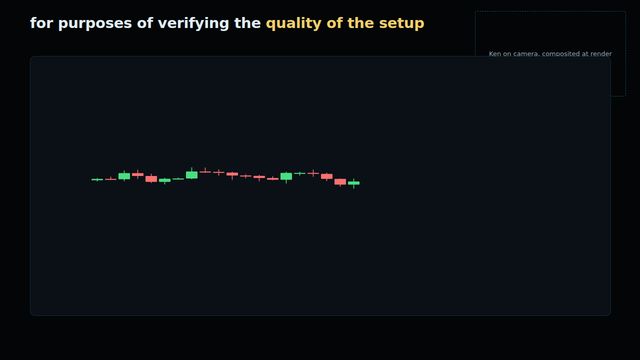 for purposes of verifying the quality of the setup
Ken on camera, composited at render